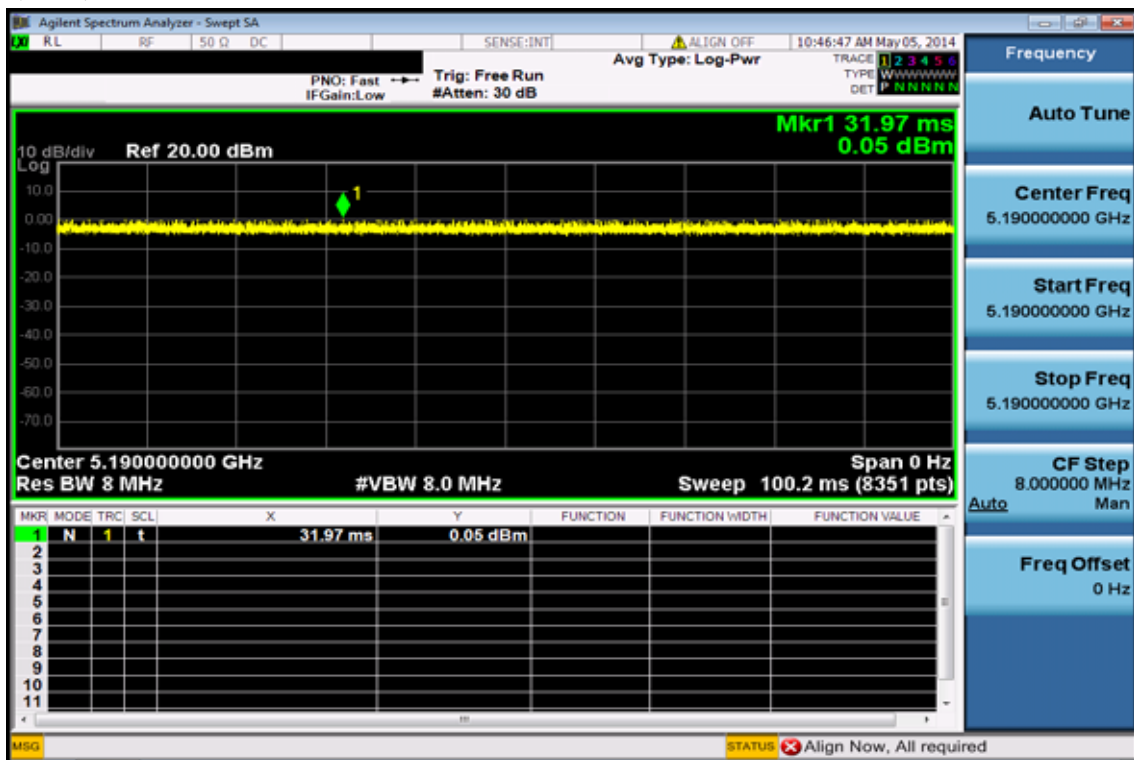 Agilent Spectrum Analyzer - Swept SA
LXI RL RF 50 Ω DC SENSE:INT ALIGN OFF 10:46:47 AM May 05, 2014
Avg Type: Log-Pwr TRACE 1 2 3 4 5 6
PNO: Fast Trig: Free Run TYPE WWWWWW
IFGain:Low #Atten: 30 dB DET P N N N N N
Mkr1 31.97 ms
0.05 dBm
10 dB/div Ref 20.00 dBm
Log
10.0
1
0.00
-10.0
-20.0
-30.0
-40.0
-50.0
-60.0
-70.0
Center 5.190000000 GHz Span 0 Hz
Res BW 8 MHz #VBW 8.0 MHz Sweep 100.2 ms (8351 pts)
MKR MODE TRC SCL X Y FUNCTION FUNCTION WIDTH FUNCTION VALUE
1 N 1 t 31.97 ms 0.05 dBm
2
3
4
5
6
7
8
9
10
11
MSG STATUS Align Now, All required
Frequency
Auto Tune
Center Freq
5.190000000 GHz
Start Freq
5.190000000 GHz
Stop Freq
5.190000000 GHz
CF Step
8.000000 MHz
Auto Man
Freq Offset
0 Hz